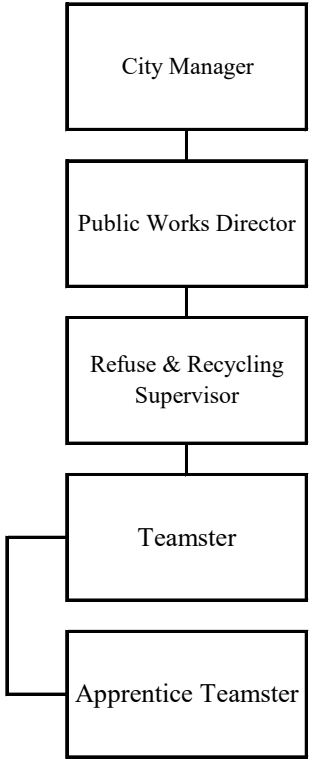 City Manager
Public Works Director
Refuse & Recycling
Supervisor
Teamster
Apprentice Teamster